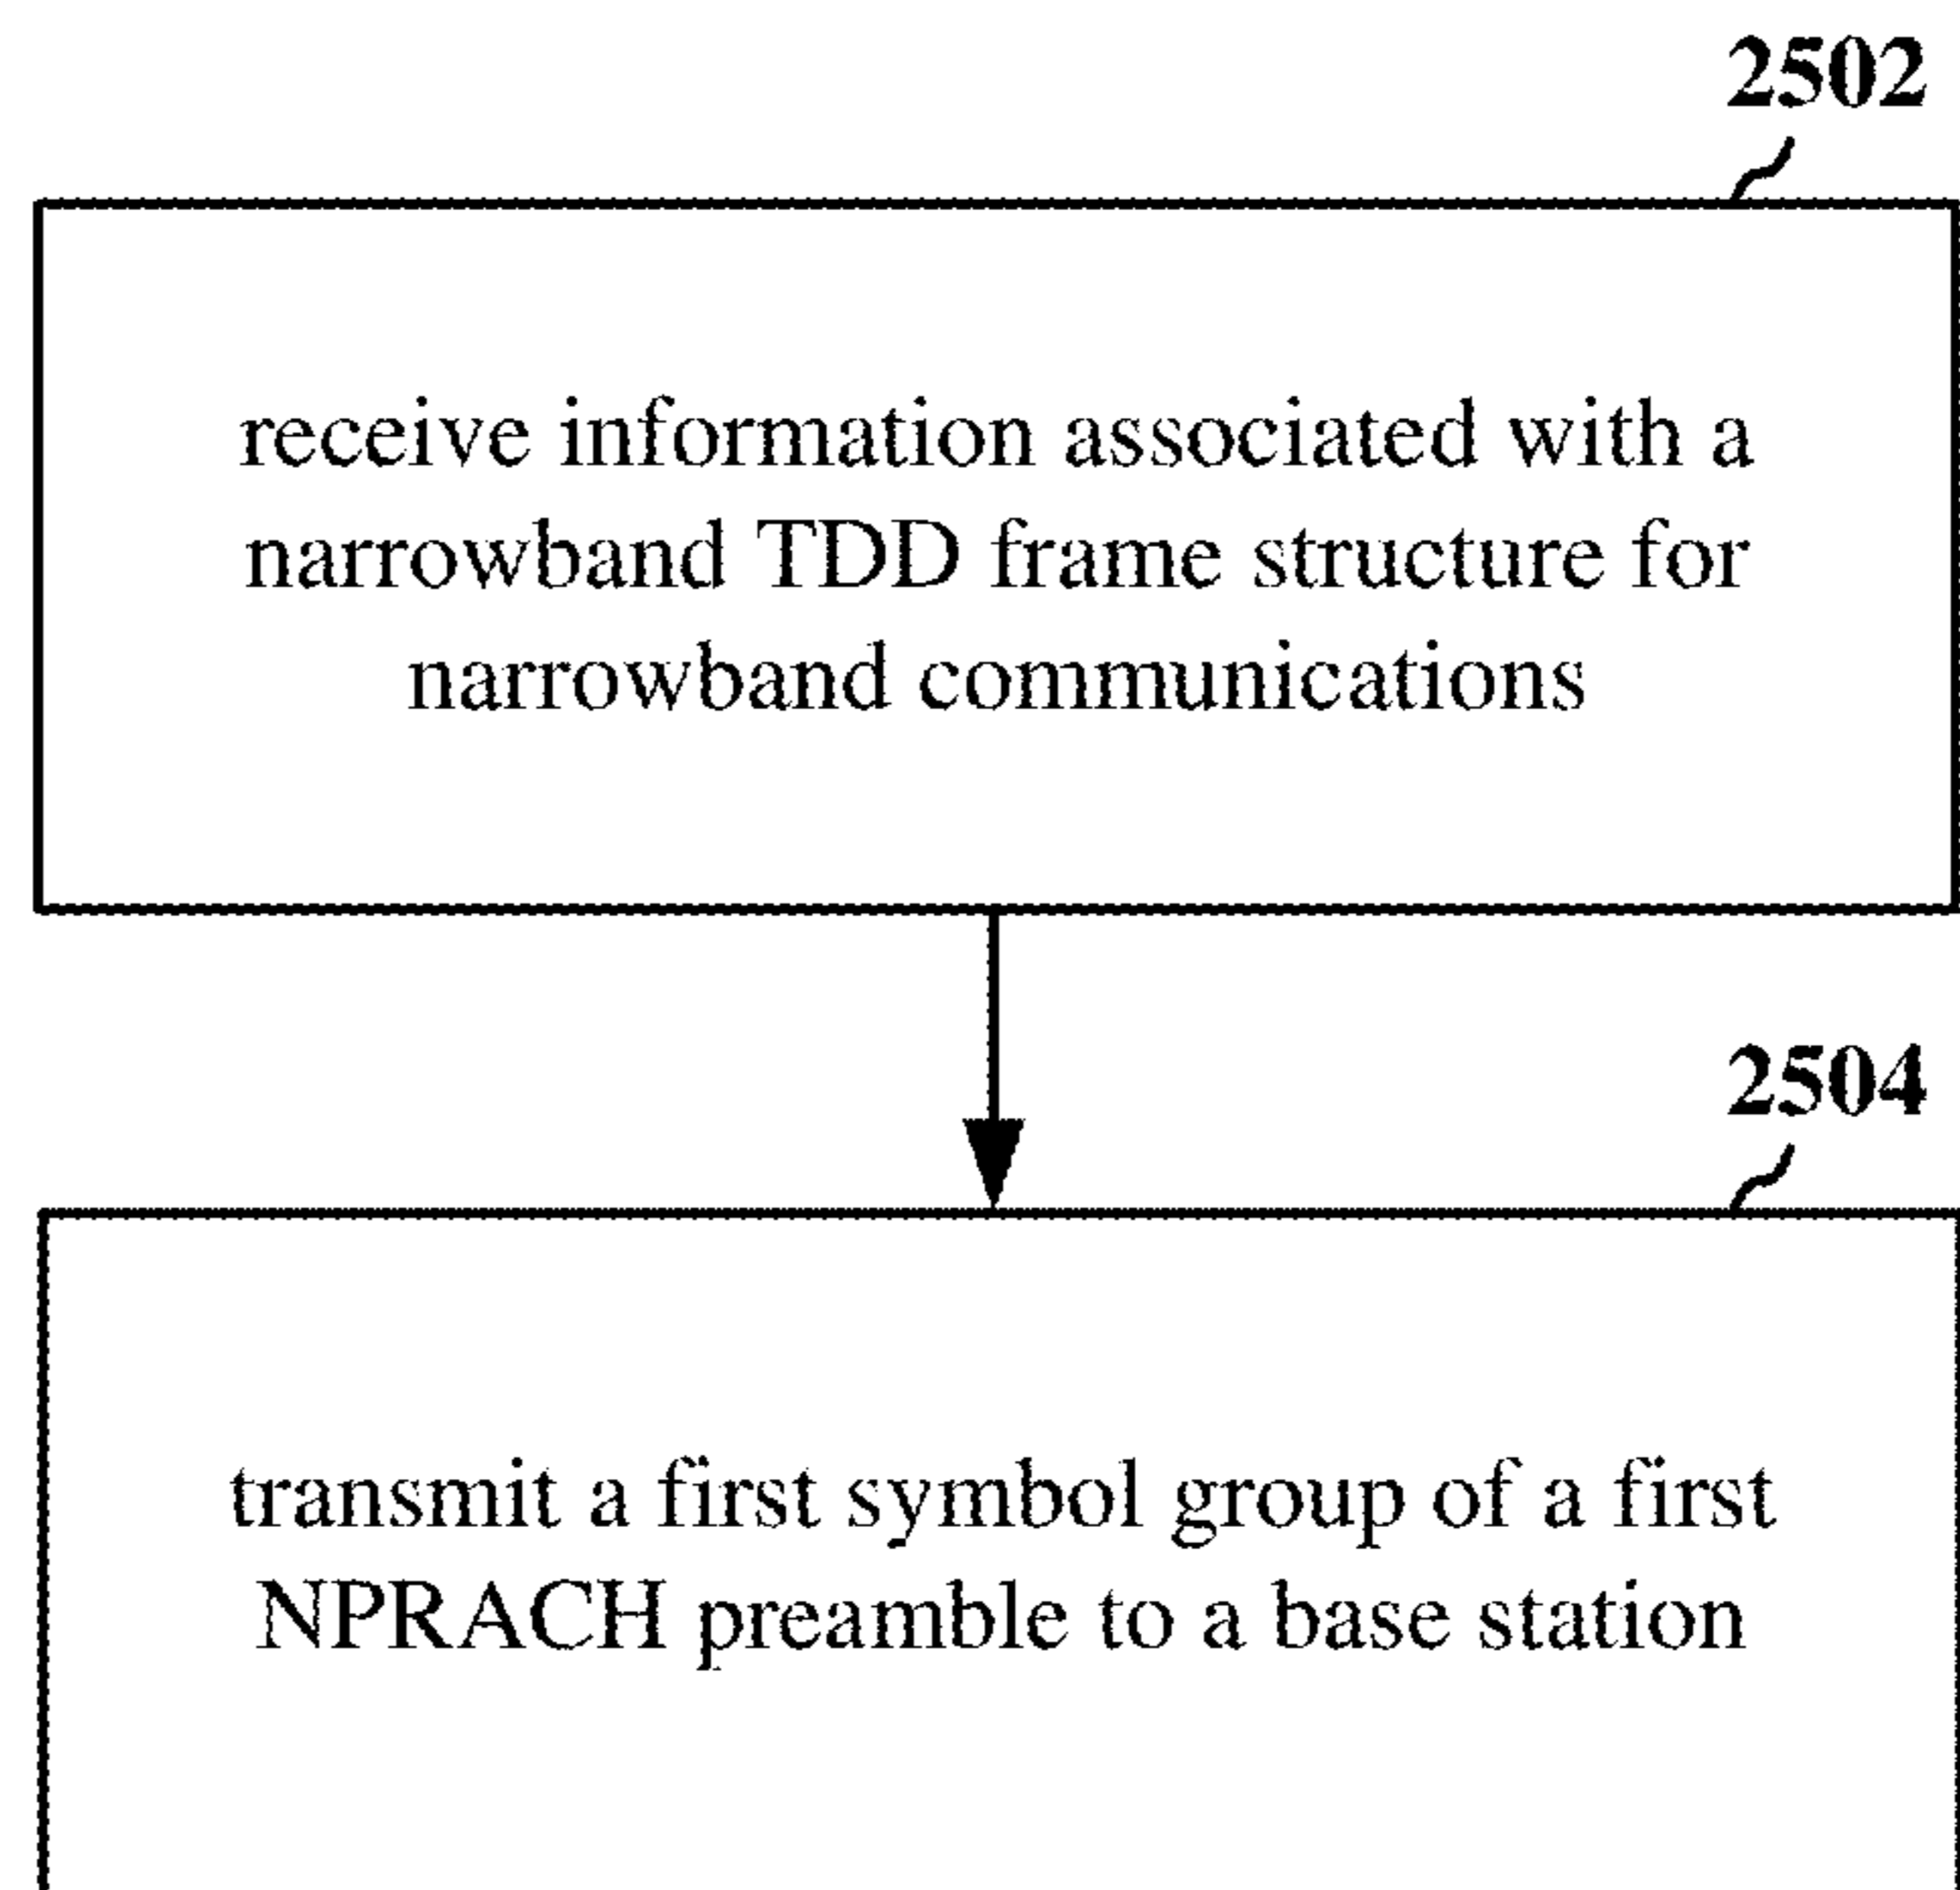 2502
receive information associated with a
narrowband TDD frame structure for
narrowband communications
2504
transmit a first symbol group of a first
NPRACH preamble to a base station